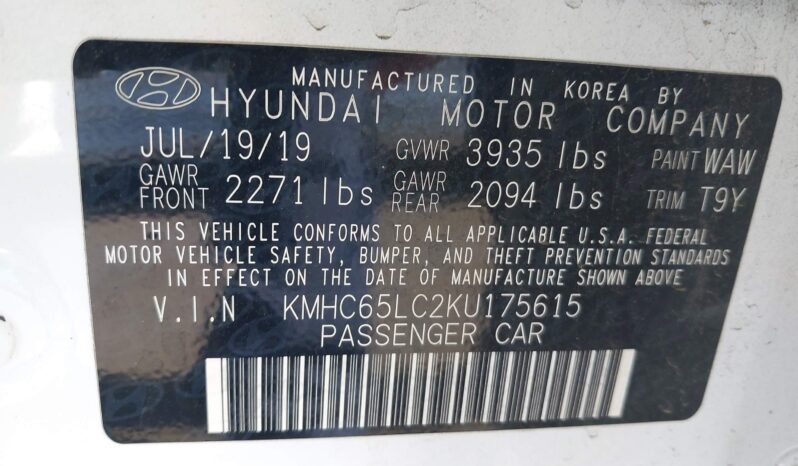 MANUFACTURED IN KOREA BY
HYUNDAI MOTOR COMPANY
JUL/19/19 GVWR 3935 lbs PAINT WAW
GAWR FRONT 2271 lbs GAWR REAR 2094 lbs TRIM T9Y
THIS VEHICLE CONFORMS TO ALL APPLICABLE U.S.A. FEDERAL
MOTOR VEHICLE SAFETY, BUMPER, AND THEFT PREVENTION STANDARDS
IN EFFECT ON THE DATE OF MANUFACTURE SHOWN ABOVE
V.I.N KMHC65LC2KU175615
PASSENGER CAR